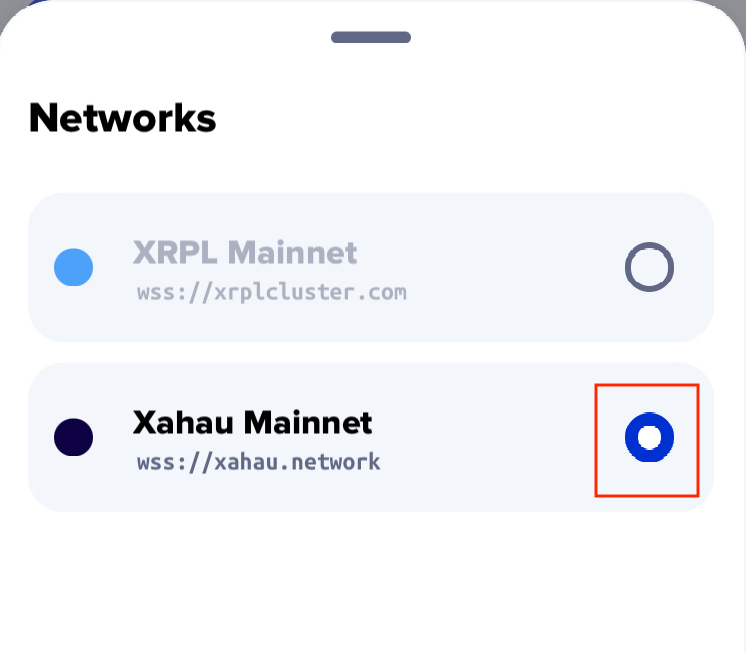 Networks
XRPL Mainnet
wss://xrplcluster.com
Xahau Mainnet
wss://xahau.network